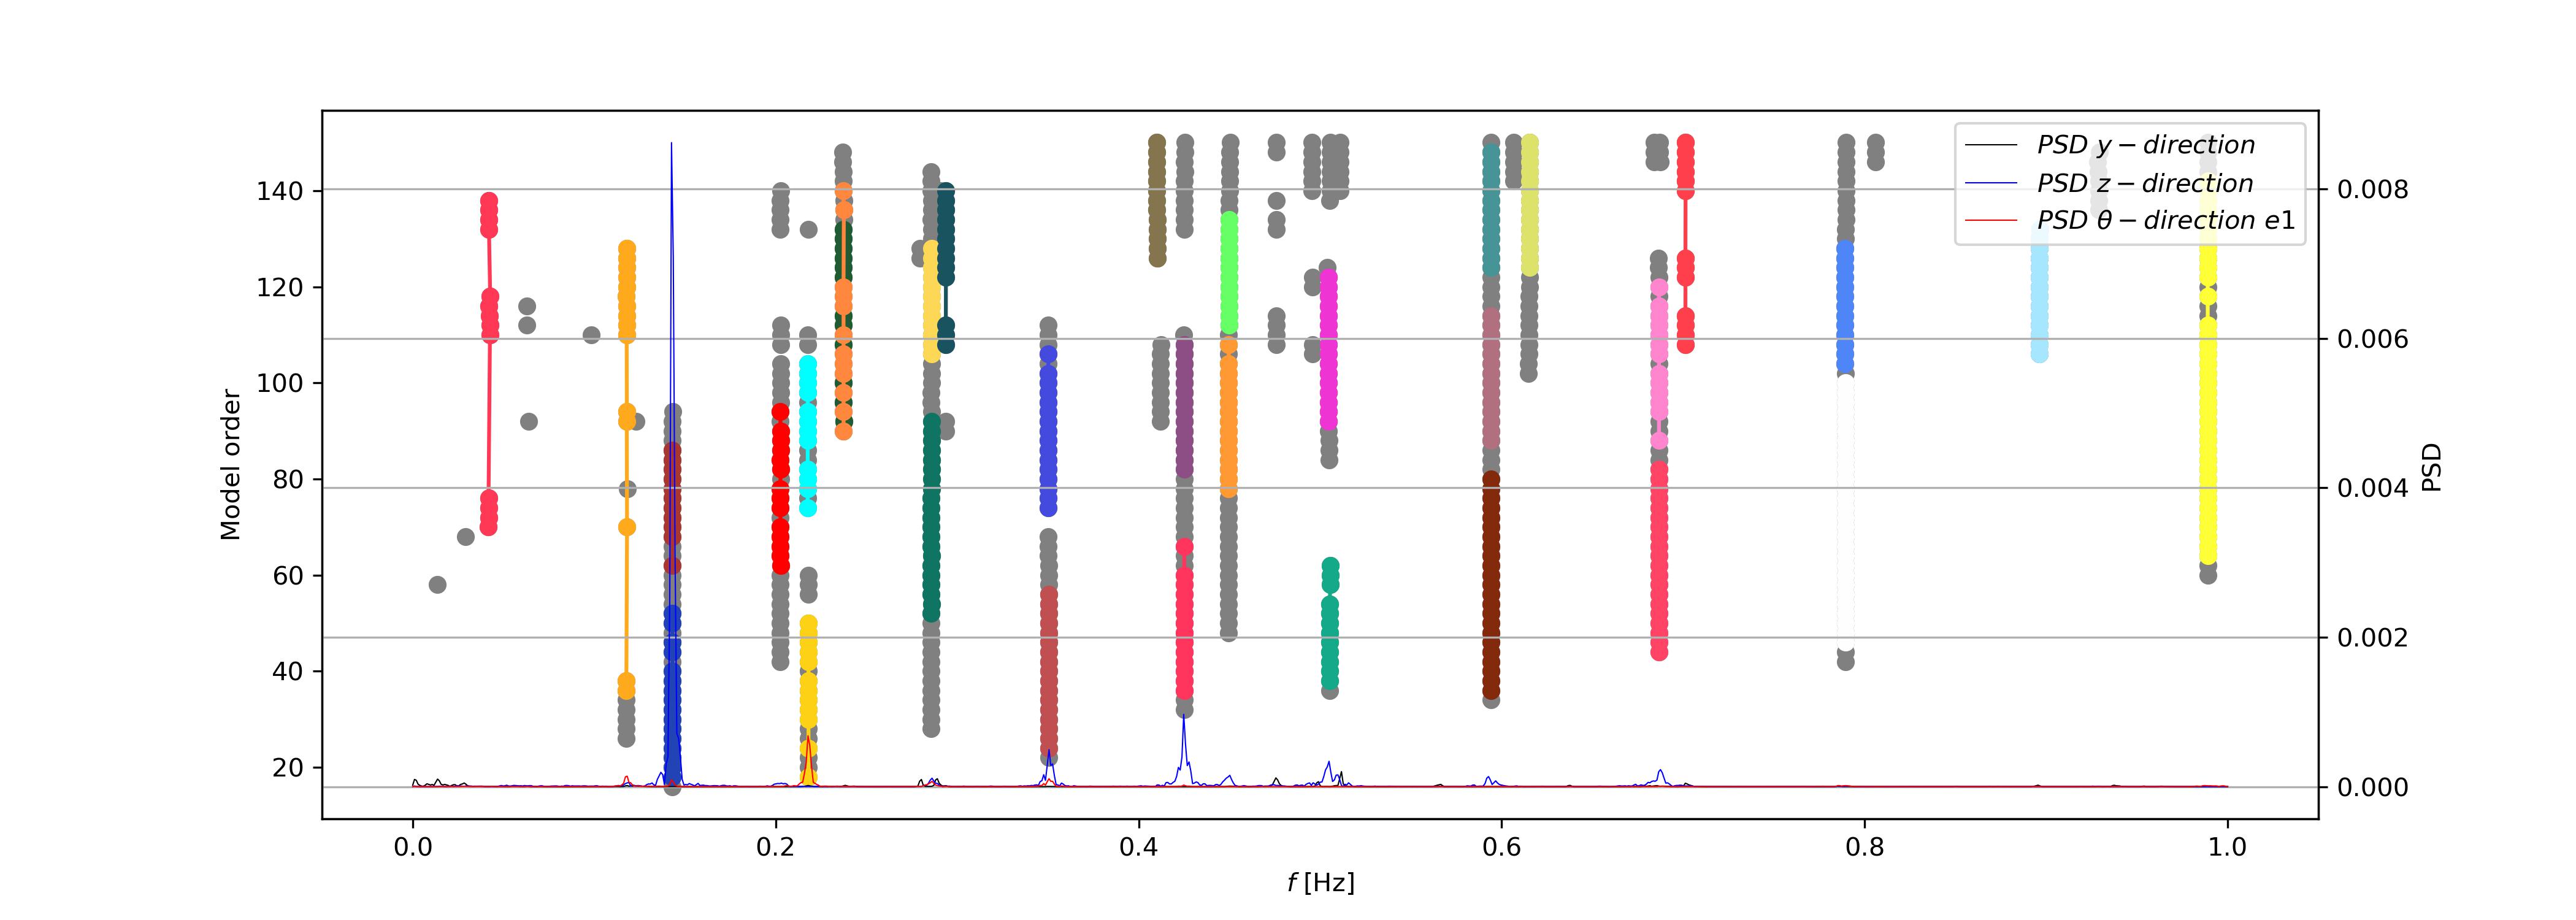 PSD y − direction
PSD z − direction
PSD θ − direction e1
Model order
140
120
100
80
60
40
20
0.008
0.006
0.004
0.002
0.000
PSD
0.0 0.2 0.4 0.6 0.8 1.0
f [Hz]